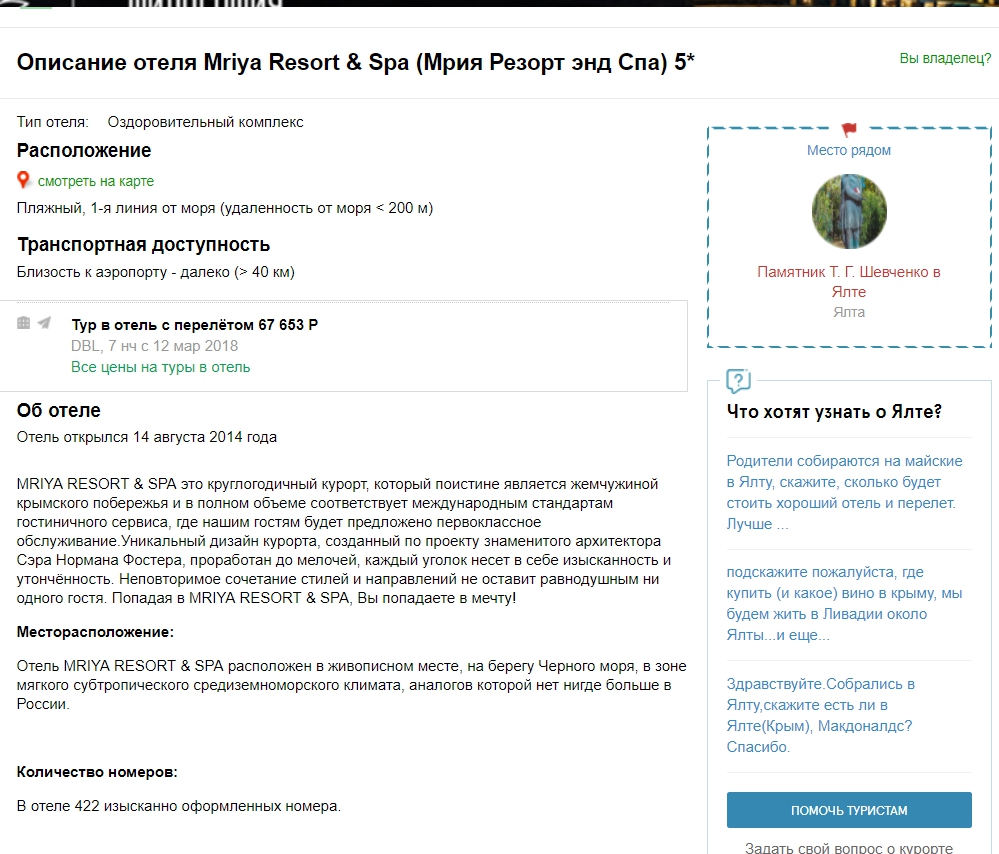 Описание отеля Mriya Resort & Spa (Мрия Резорт энд Спа) 5*
Вы владелец?
Тип отеля: Оздоровительный комплекс
Расположение
смотреть на карте
Пляжный, 1-я линия от моря (удаленность от моря < 200 м)
Транспортная доступность
Близость к аэропорту - далеко (> 40 км)
Тур в отель с перелётом 67 653 Р
DBL, 7 нч с 12 мар 2018
Все цены на туры в отель
Об отеле
Отель открылся 14 августа 2014 года
MRIYA RESORT & SPA это круглогодичный курорт, который поистине является жемчужиной
крымского побережья и в полном объеме соответствует международным стандартам
гостиничного сервиса, где нашим гостям будет предложено первоклассное
обслуживание.Уникальный дизайн курорта, созданный по проекту знаменитого архитектора
Сэра Нормана Фостера, проработан до мелочей, каждый уголок несет в себе изысканность и
утончённость. Неповторимое сочетание стилей и направлений не оставит равнодушным ни
одного гостя. Попадая в MRIYA RESORT & SPA, Вы попадаете в мечту!
Месторасположение:
Отель MRIYA RESORT & SPA расположен в живописном месте, на берегу Черного моря, в зоне
мягкого субтропического средиземноморского климата, аналогов которой нет нигде больше в
России.
Количество номеров:
В отеле 422 изысканно оформленных номера.
Место рядом
Памятник Т. Г. Шевченко в
Ялте
Ялта
Что хотят узнать о Ялте?
Родители собираются на майские
в Ялту, скажите, сколько будет
стоить хороший отель и перелет.
Лучше ...
подскажите пожалуйста, где
купить (и какое) вино в крыму, мы
будем жить в Ливадии около
Ялты...и еще...
Здравствуйте.Собрались в
Ялту,скажите есть ли в
Ялте(Крым), Макдоналдс?
Спасибо.
ПОМОЧЬ ТУРИСТАМ
Задать свой вопрос о курорте